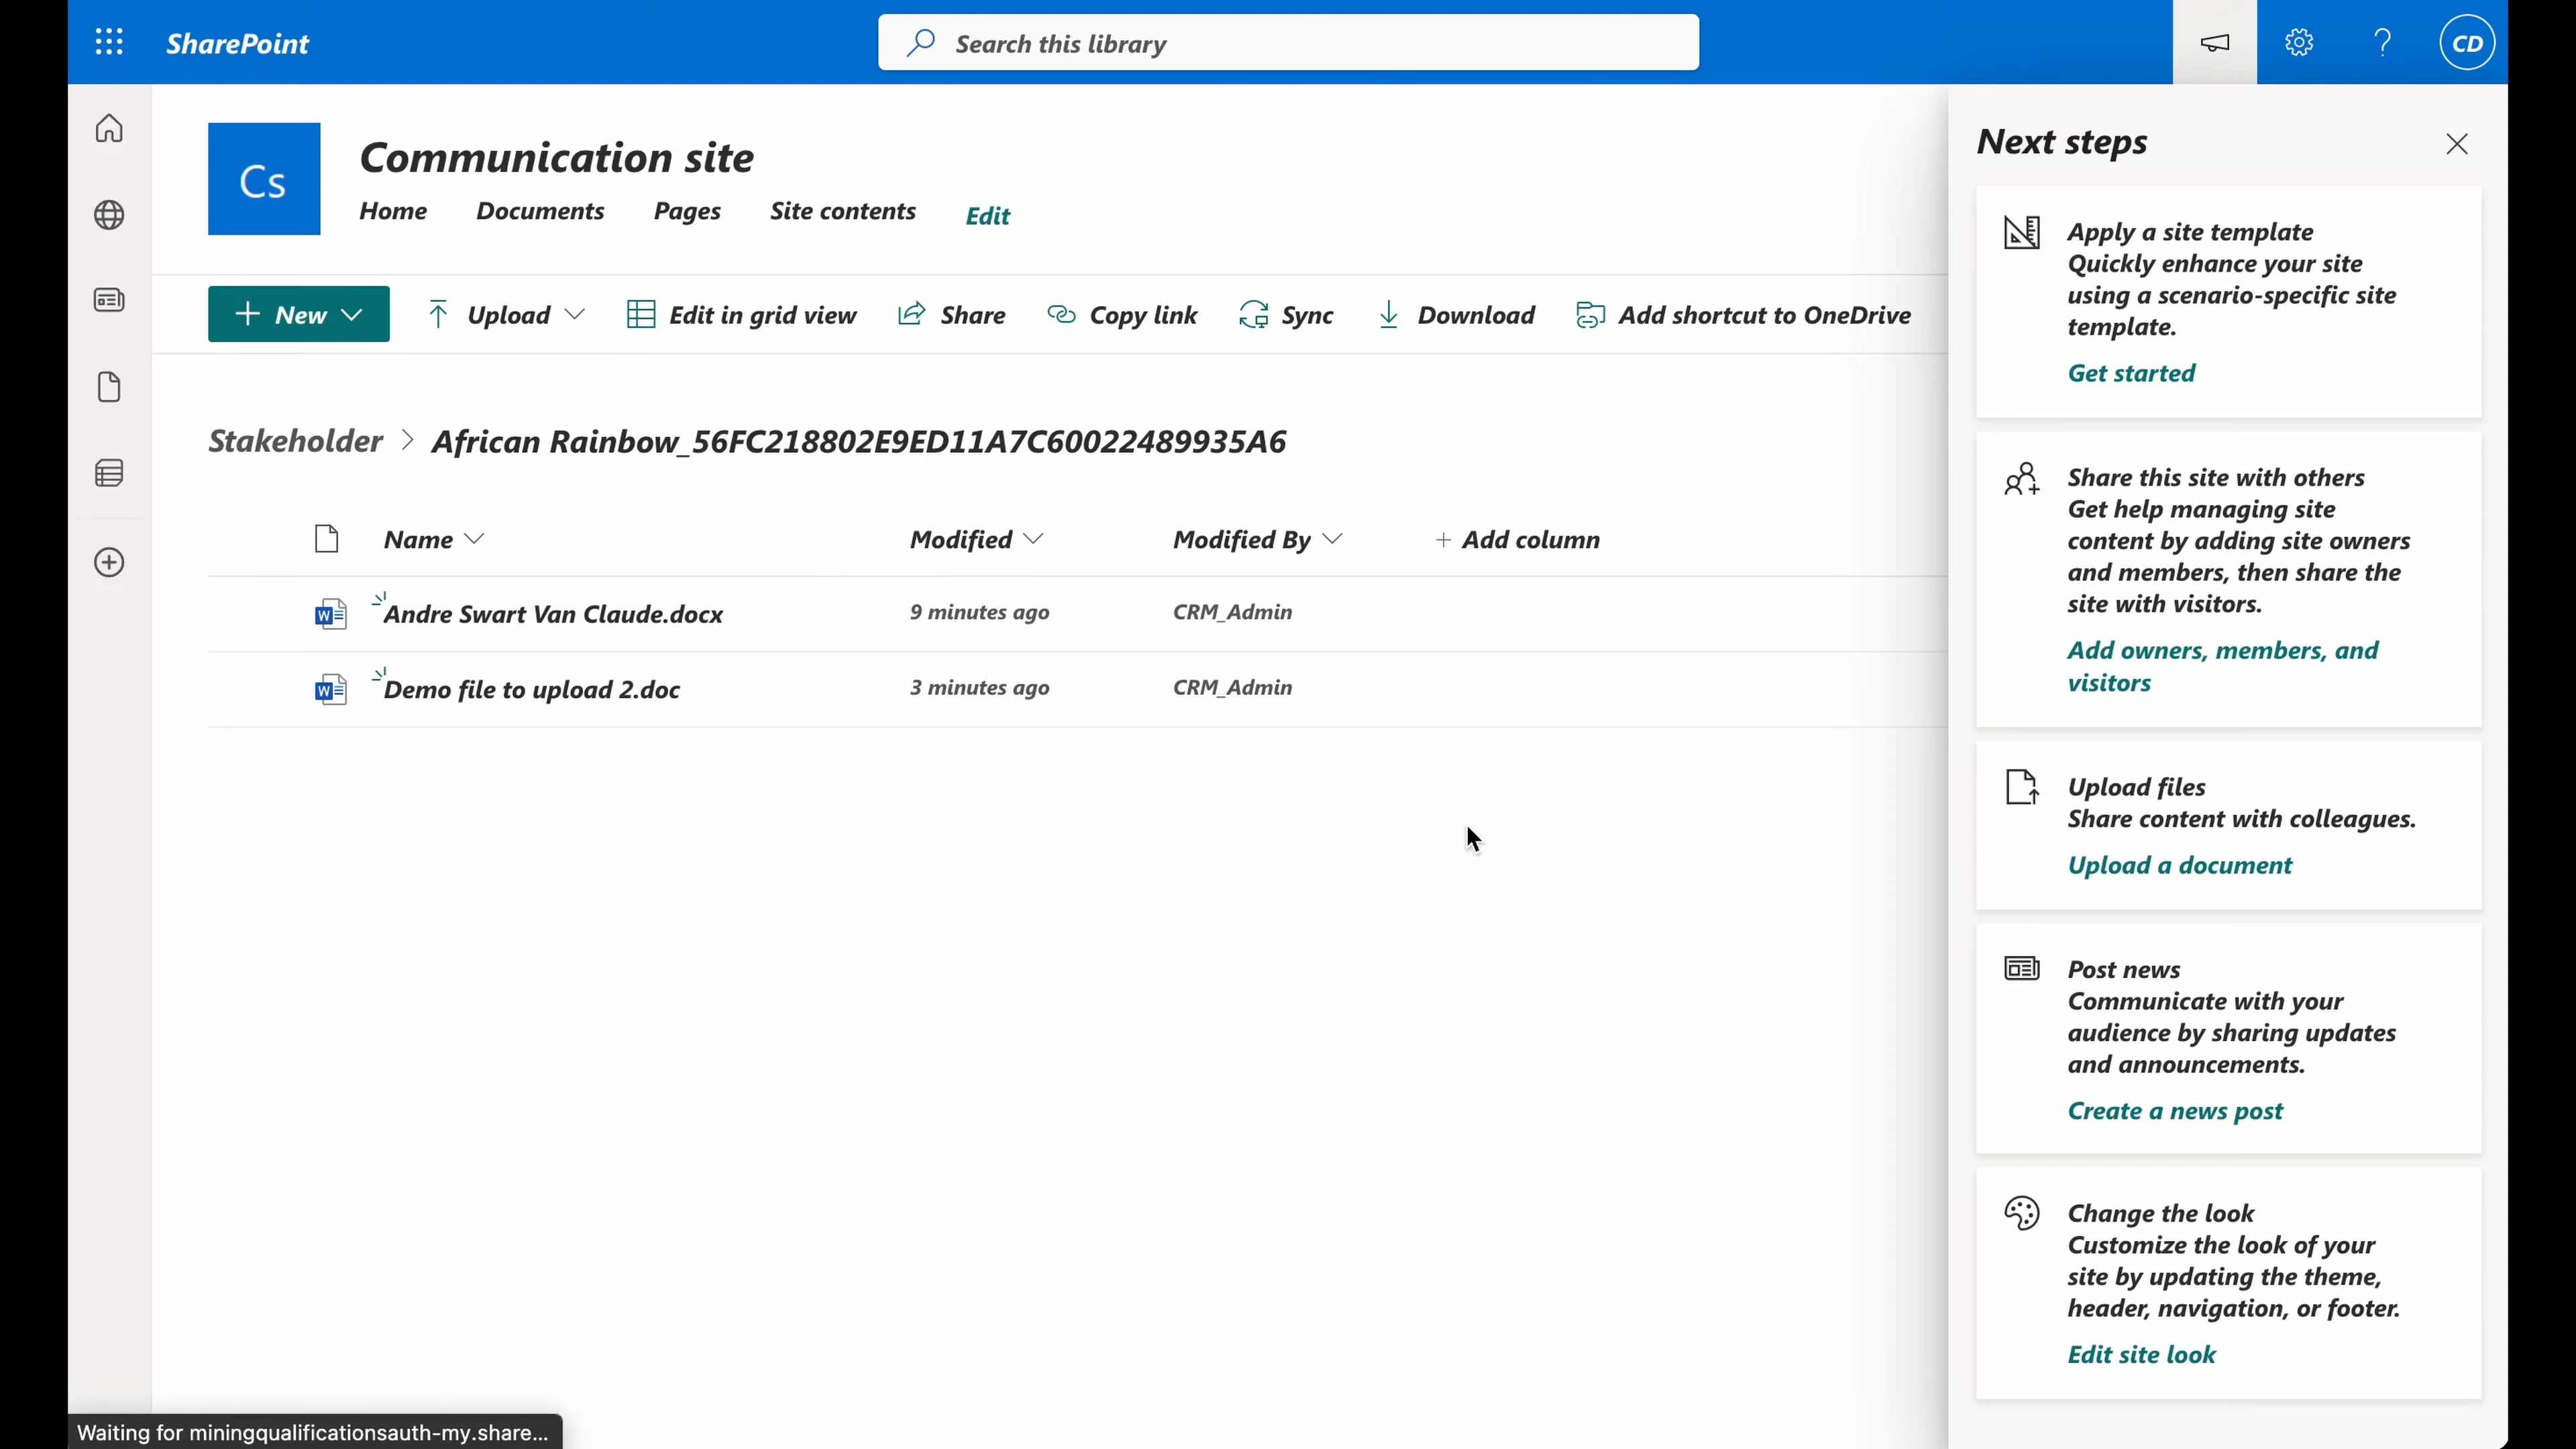 SharePoint
Search this library
CD
Cs
Communication site
Home Documents Pages Site contents Edit
New Upload Edit in grid view Share Copy link Sync Download Add shortcut to OneDrive
Stakeholder > African Rainbow_56FC218802E9ED11A7C60022489935A6
Name Modified Modified By + Add column
Andre Swart Van Claude.docx 9 minutes ago CRM_Admin
Demo file to upload 2.doc 3 minutes ago CRM_Admin
Next steps
Apply a site template
Quickly enhance your site
using a scenario-specific site
template.
Get started
Share this site with others
Get help managing site
content by adding site owners
and members, then share the
site with visitors.
Add owners, members, and
visitors
Upload files
Share content with colleagues.
Upload a document
Post news
Communicate with your
audience by sharing updates
and announcements.
Create a news post
Change the look
Customize the look of your
site by updating the theme,
header, navigation, or footer.
Edit site look
Waiting for miningqualificationsauth-my.share...